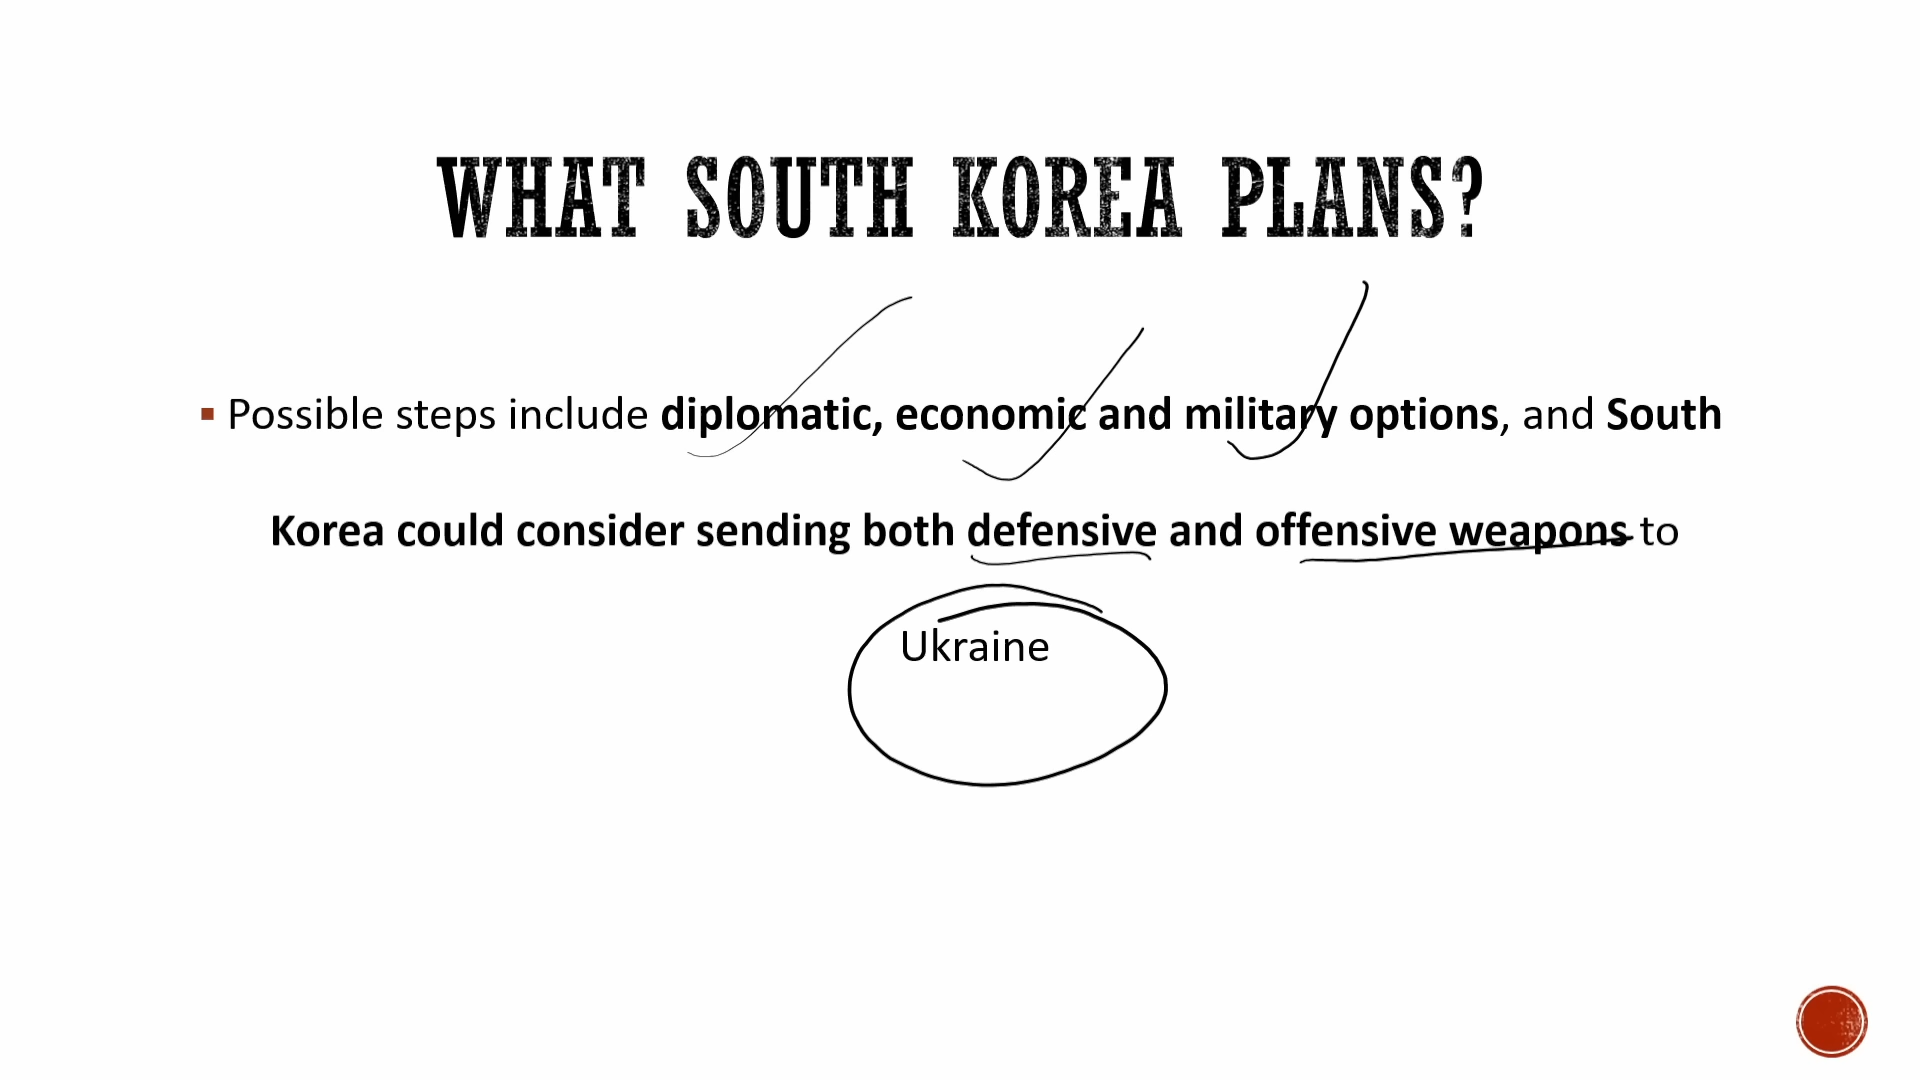 WHAT SOUTH KOREA PLANS?
▪ Possible steps include diplomatic, economic and military options, and South
Korea could consider sending both defensive and offensive weapons to
Ukraine